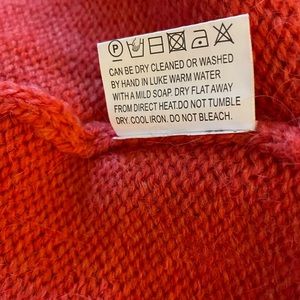 P
CAN BE DRY CLEANED OR WASHED
BY HAND IN LUKE WARM WATER
WITH A MILD SOAP. DRY FLAT AWAY
FROM DIRECT HEAT.DO NOT TUMBLE
DRY. COOL IRON. DO NOT BLEACH.